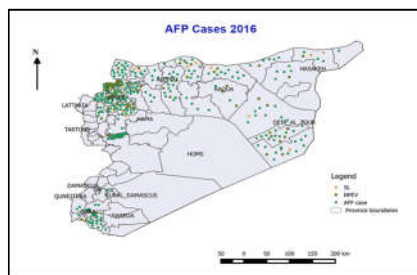 AFP Cases 2016
N
HASAKEH
ALEPPO
RAQQA
LATTAKIA
HAMA
TARTOUS
DEIR_AL_ZOUR
HOMS
DAMASCUS
QUNEITRA
RURAL_DAMASCUS
SWEIDA
Legend
SL
NPEV
AFP case
Province boundaries
50 0 50 100 150 200 km